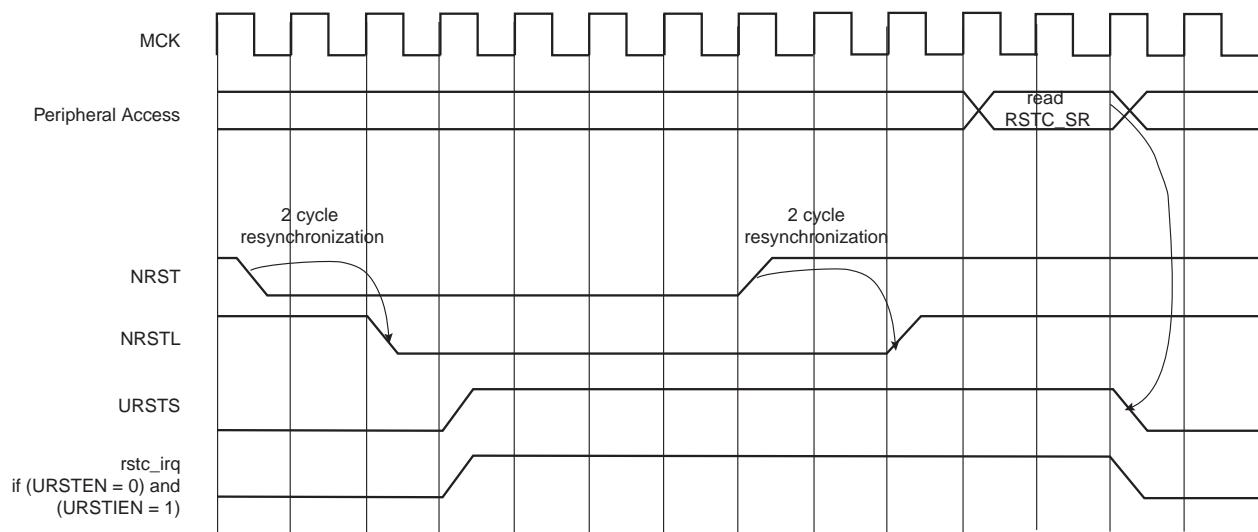 MCK
Peripheral Access
read
RSTC_SR
2 cycle
resynchronization
2 cycle
resynchronization
NRST
NRSTL
URSTS
rstc_irq
if (URSTEN = 0) and
(URSTIEN = 1)